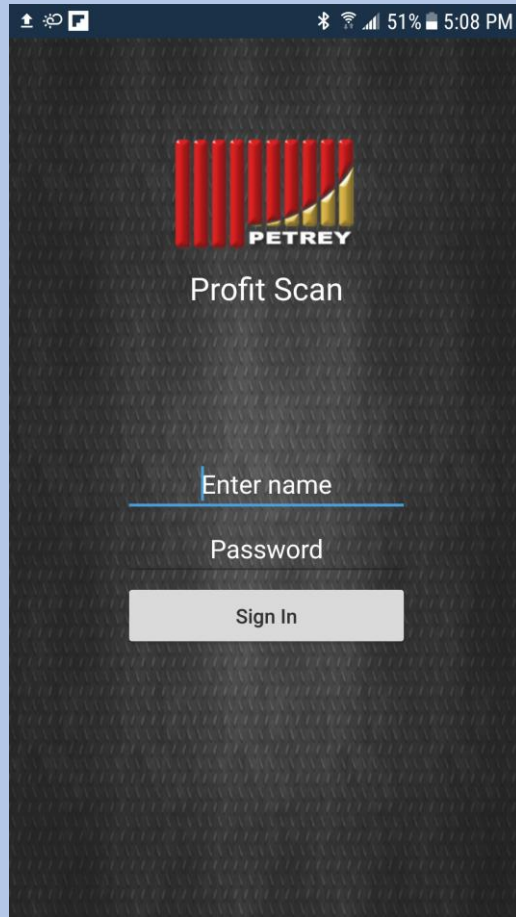 51% 5:08 PM
PETREY
Profit Scan
Enter name
Password
Sign In